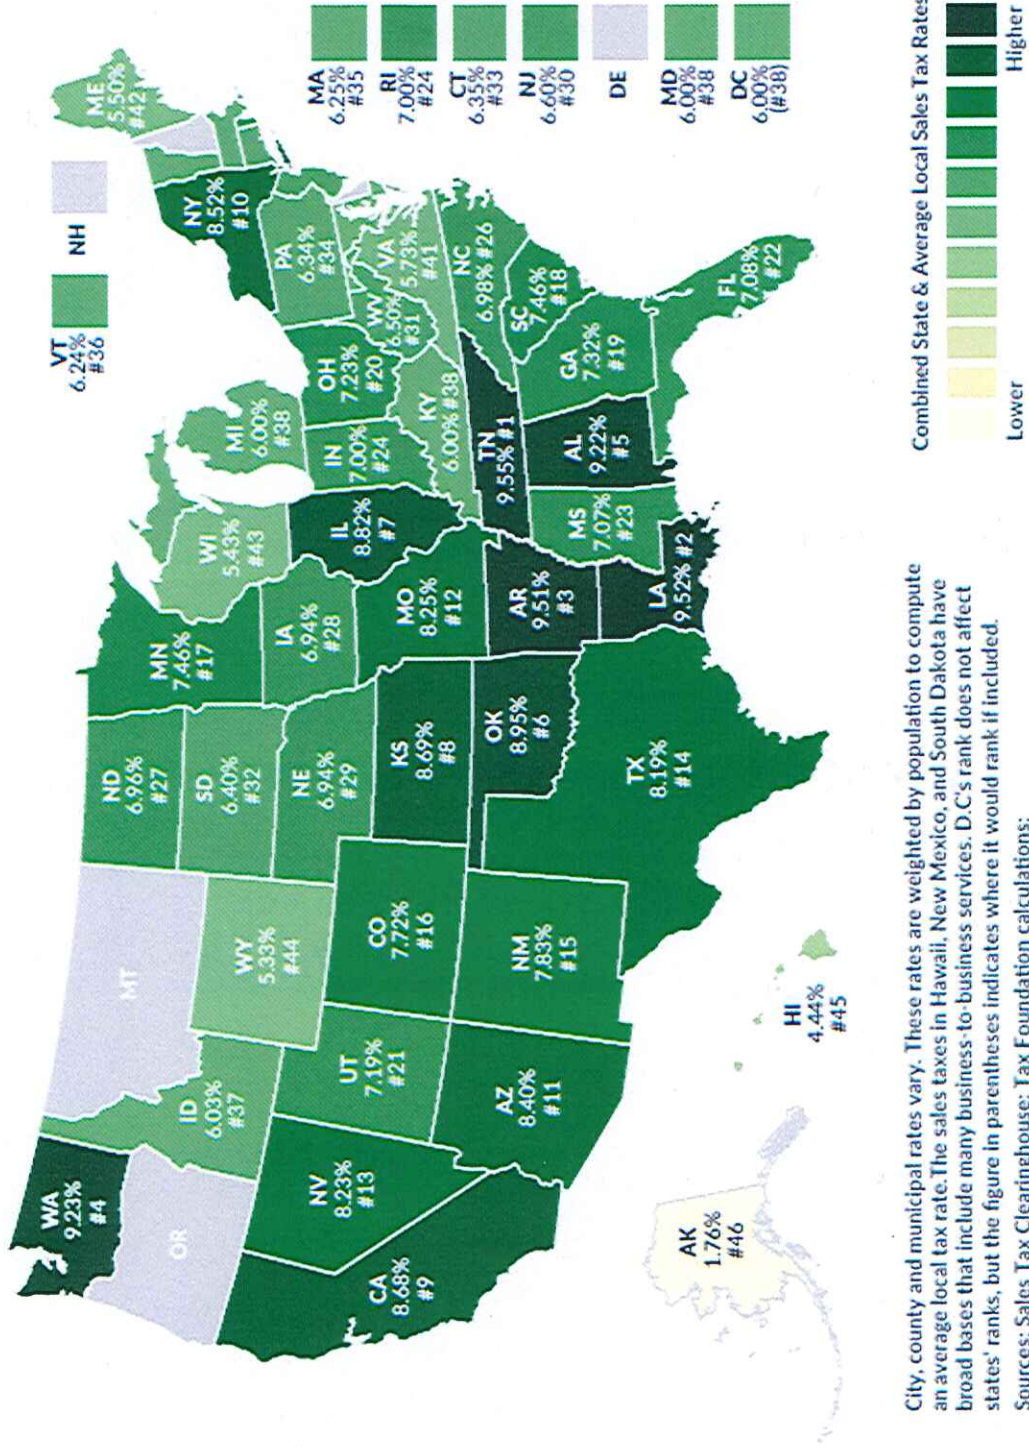 WA
9.23%
#4
OR
CA
8.68%
#9
NV
8.23%
#13
ID
6.03%
#37
MT
WY
5.33%
#44
UT
7.19%
#21
AZ
8.40%
#11
CO
7.72%
#16
NM
7.83%
#15
ND
6.96%
#27
SD
6.40%
#32
NE
6.94%
#29
KS
8.69%
#8
OK
8.95%
#6
TX
8.19%
#14
MN
7.46%
#17
IA
6.94%
#28
MO
8.25%
#12
AR
9.51%
#3
LA
9.52% #2
WI
5.43%
#43
IL
8.82%
#7
MI
6.00%
#38
IN
7.00%
#24
OH
7.23%
#20
KY
6.00% #38
TN
9.55% #1
MS
7.07%
#23
AL
9.22%
#5
GA
7.32%
#19
FL
7.08%
#22
SC
7.46%
#18
NC
6.98% #26
VA
5.73%
#41
WV
6.50%
#31
PA
6.34%
#34
NY
8.52%
#10
ME
5.50%
#42
VT
6.24%
#36
NH
MA
6.25%
#35
RI
7.00%
#24
CT
6.35%
#33
NJ
6.60%
#30
DE
MD
6.00%
#38
DC
6.00%
(#38)
AK
1.76%
#46
HI
4.44%
#45
City, county and municipal rates vary. These rates are weighted by population to compute
an average local tax rate. The sales taxes in Hawaii, New Mexico, and South Dakota have
broad bases that include many business-to-business services. D.C.'s rank does not affect
states' ranks, but the figure in parentheses indicates where it would rank if included.
Sources: Sales Tax Clearinghouse; Tax Foundation calculations;
Combined State & Average Local Sales Tax Rates
Lower
Higher